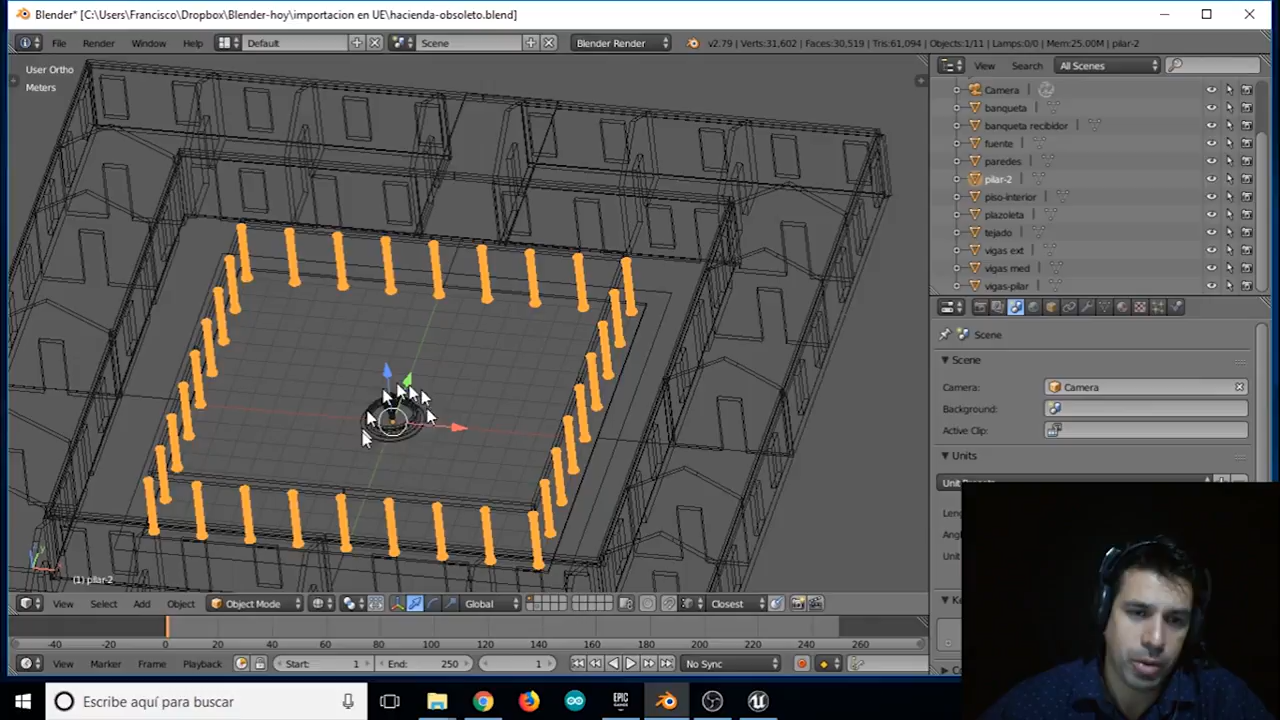 Blender* [C:\Users\Francisco\Dropbox\Blender-hoy\importacion en UE\hacienda-obsoleto.blend]
File Render Window Help Default Scene Blender Render v2.79 | Verts:31,602 | Faces:30,519 | Tris:61,094 | Objects:1/11 | Lamps:0/0 | Mem:25.00M | pilar-2
User Ortho
Meters
View Search All Scenes
Camera
banqueta
banqueta recibidor
fuente
paredes
pilar-2
piso-interior
plazoleta
tejado
vigas ext
vigas med
vigas-pilar
Scene
Scene
Camera: Camera
Background:
Active Clip:
Units
(1) pilar-2
View Select Add Object Object Mode Global Closest
-40 -20 0 20 40 60 80 100 120 140 160 180 200 220 240 260
View Marker Frame Playback Start: 1 End: 250 1 No Sync
Escribe aquí para buscar
EPIC
GAMES